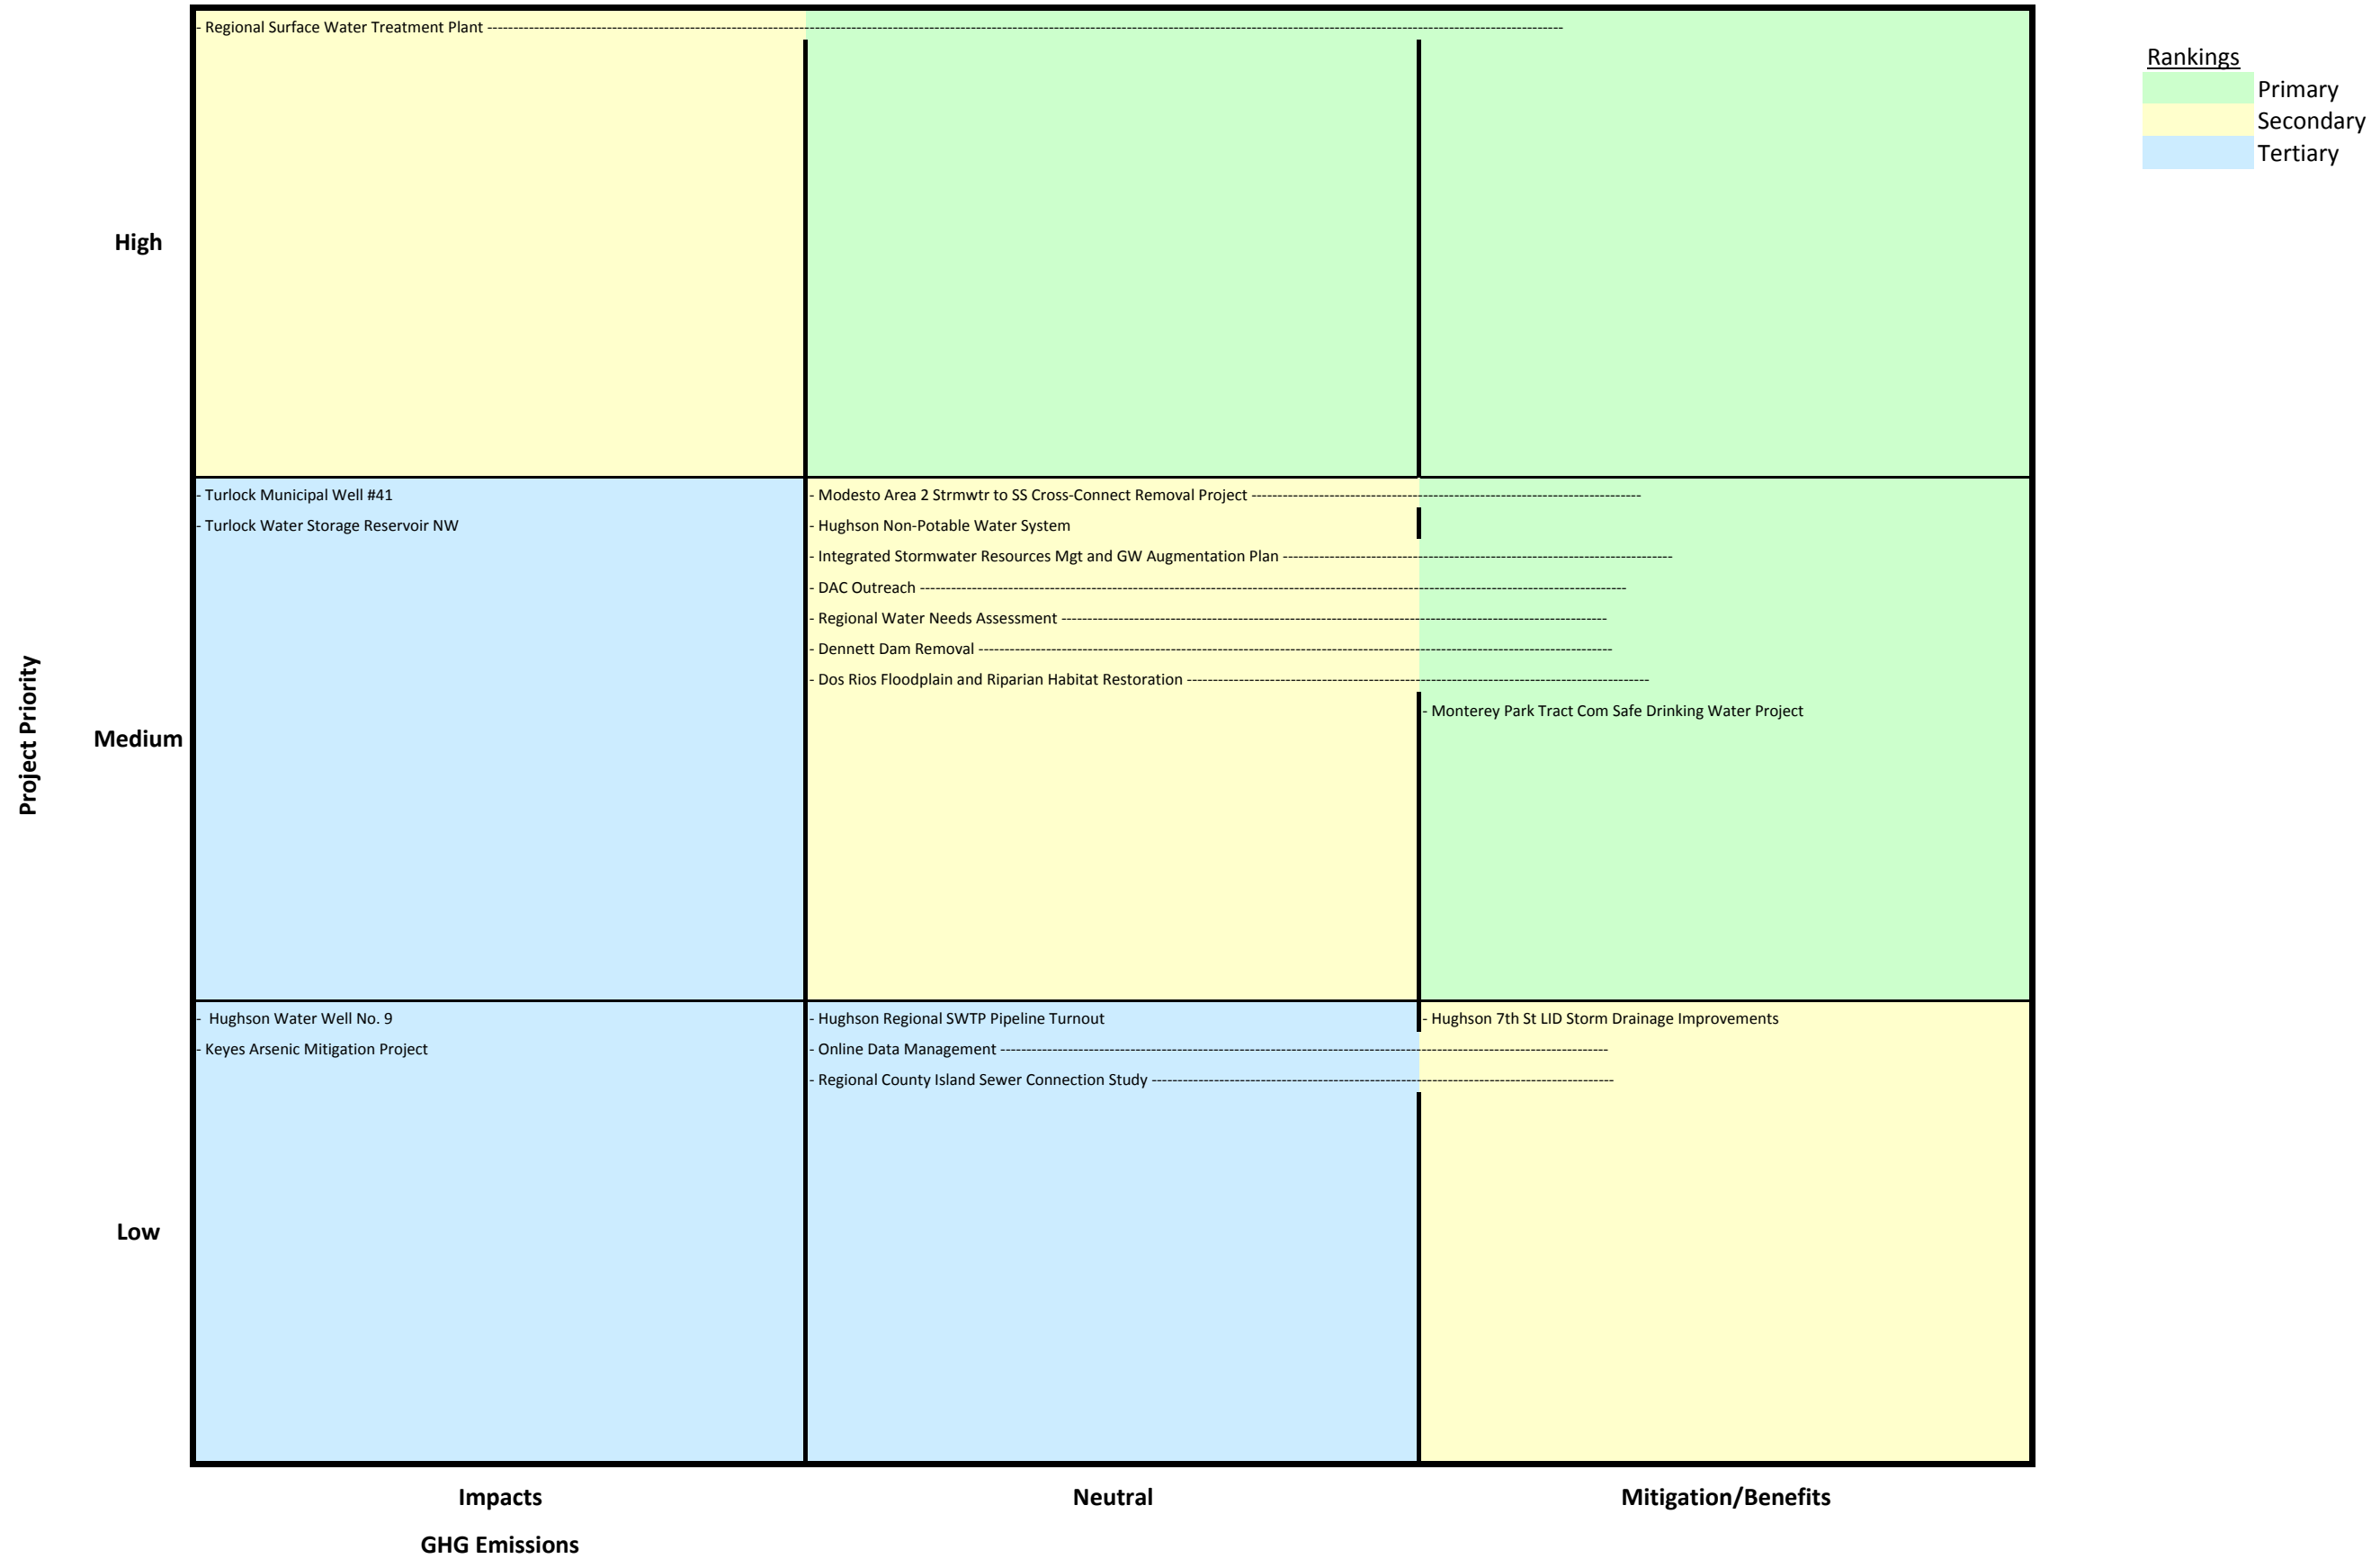 - Regional Surface Water Treatment Plant ----------------------------------------------------------------
Rankings
Primary
Secondary
Tertiary
High
- Turlock Municipal Well #41
- Turlock Water Storage Reservoir NW
- Modesto Area 2 Strmwtr to SS Cross-Connect Removal Project ----------------------------------------
- Hughson Non-Potable Water System
- Integrated Stormwater Resources Mgt and GW Augmentation Plan ----------------------------------------
- DAC Outreach ----------------------------------------
- Regional Water Needs Assessment ----------------------------------------
- Dennett Dam Removal ----------------------------------------
- Dos Rios Floodplain and Riparian Habitat Restoration ----------------------------------------
- Monterey Park Tract Com Safe Drinking Water Project
Project Priority
Medium
- Hughson Water Well No. 9
- Keyes Arsenic Mitigation Project
- Hughson Regional SWTP Pipeline Turnout
- Online Data Management ----------------------------------------
- Regional County Island Sewer Connection Study ----------------------------------------
- Hughson 7th St LID Storm Drainage Improvements
Low
Impacts
Neutral
Mitigation/Benefits
GHG Emissions